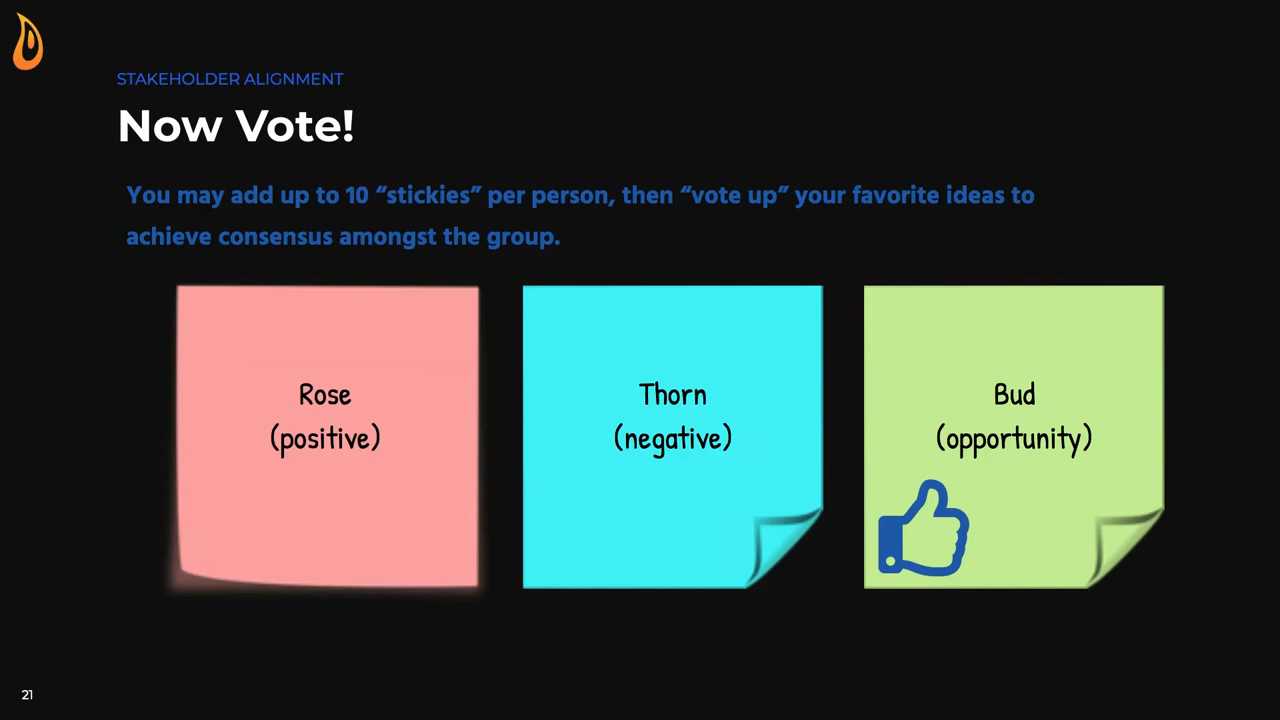 STAKEHOLDER ALIGNMENT
Now Vote!
You may add up to 10 “stickies” per person, then “vote up” your favorite ideas to
achieve consensus amongst the group.
Rose
(positive)
Thorn
(negative)
Bud
(opportunity)
21